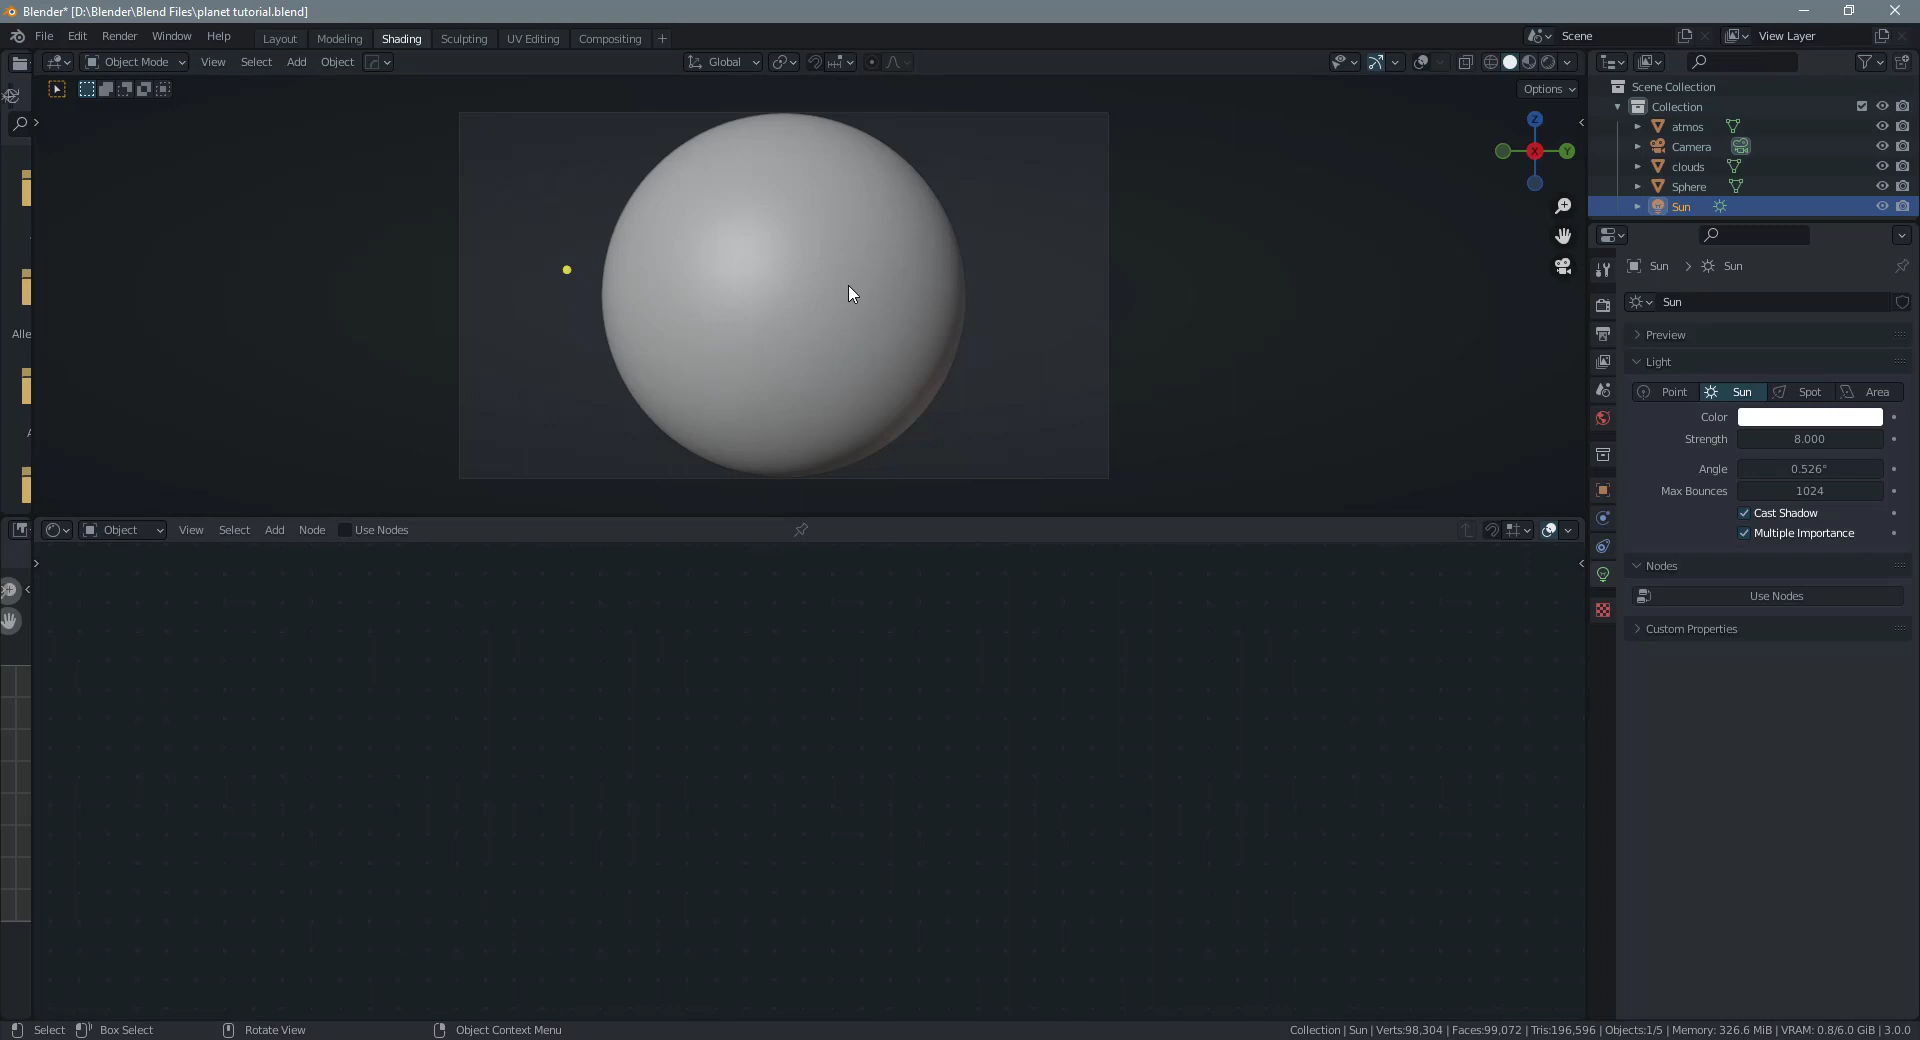 Blender* [D:\Blender\Blend Files\planet tutorial.blend]
File Edit Render Window Help Layout Modeling Shading Sculpting UV Editing Compositing + Scene View Layer
Object Mode View Select Add Object Global
Options
Z
X
Y
Scene Collection
Collection
atmos
Camera
clouds
Sphere
Sun
Sun > Sun
Sun
Preview
Light
Point Sun Spot Area
Color
Strength 8.000
Angle 0.526°
Max Bounces 1024
Cast Shadow
Multiple Importance
Nodes
Use Nodes
Custom Properties
Alle
Object View Select Add Node Use Nodes
Select Box Select Rotate View Object Context Menu Collection | Sun | Verts:98,304 | Faces:99,072 | Tris:196,596 | Objects:1/5 | Memory: 326.6 MiB | VRAM: 0.8/6.0 GiB | 3.0.0